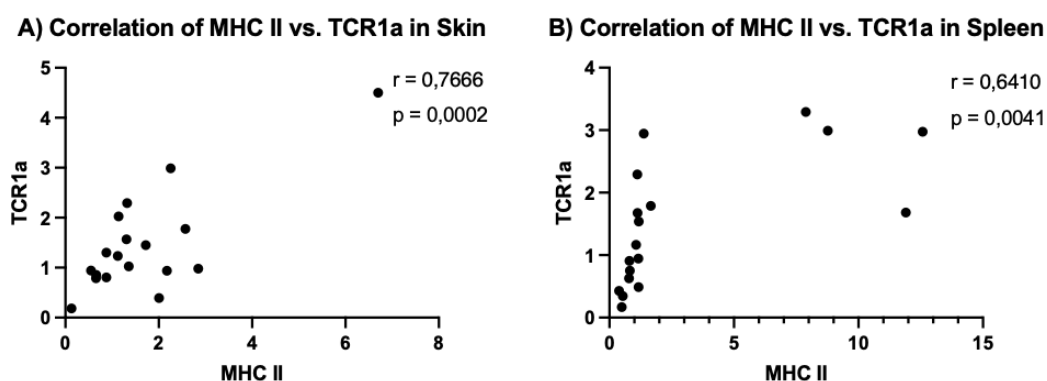 A) Correlation of MHC II vs. TCR1a in Skin
5
4
3
2
1
0
TCR1a
r = 0,7666
p = 0,0002
0 2 4 6 8
MHC II
B) Correlation of MHC II vs. TCR1a in Spleen
4
3
2
1
0
TCR1a
r = 0,6410
p = 0,0041
0 5 10 15
MHC II